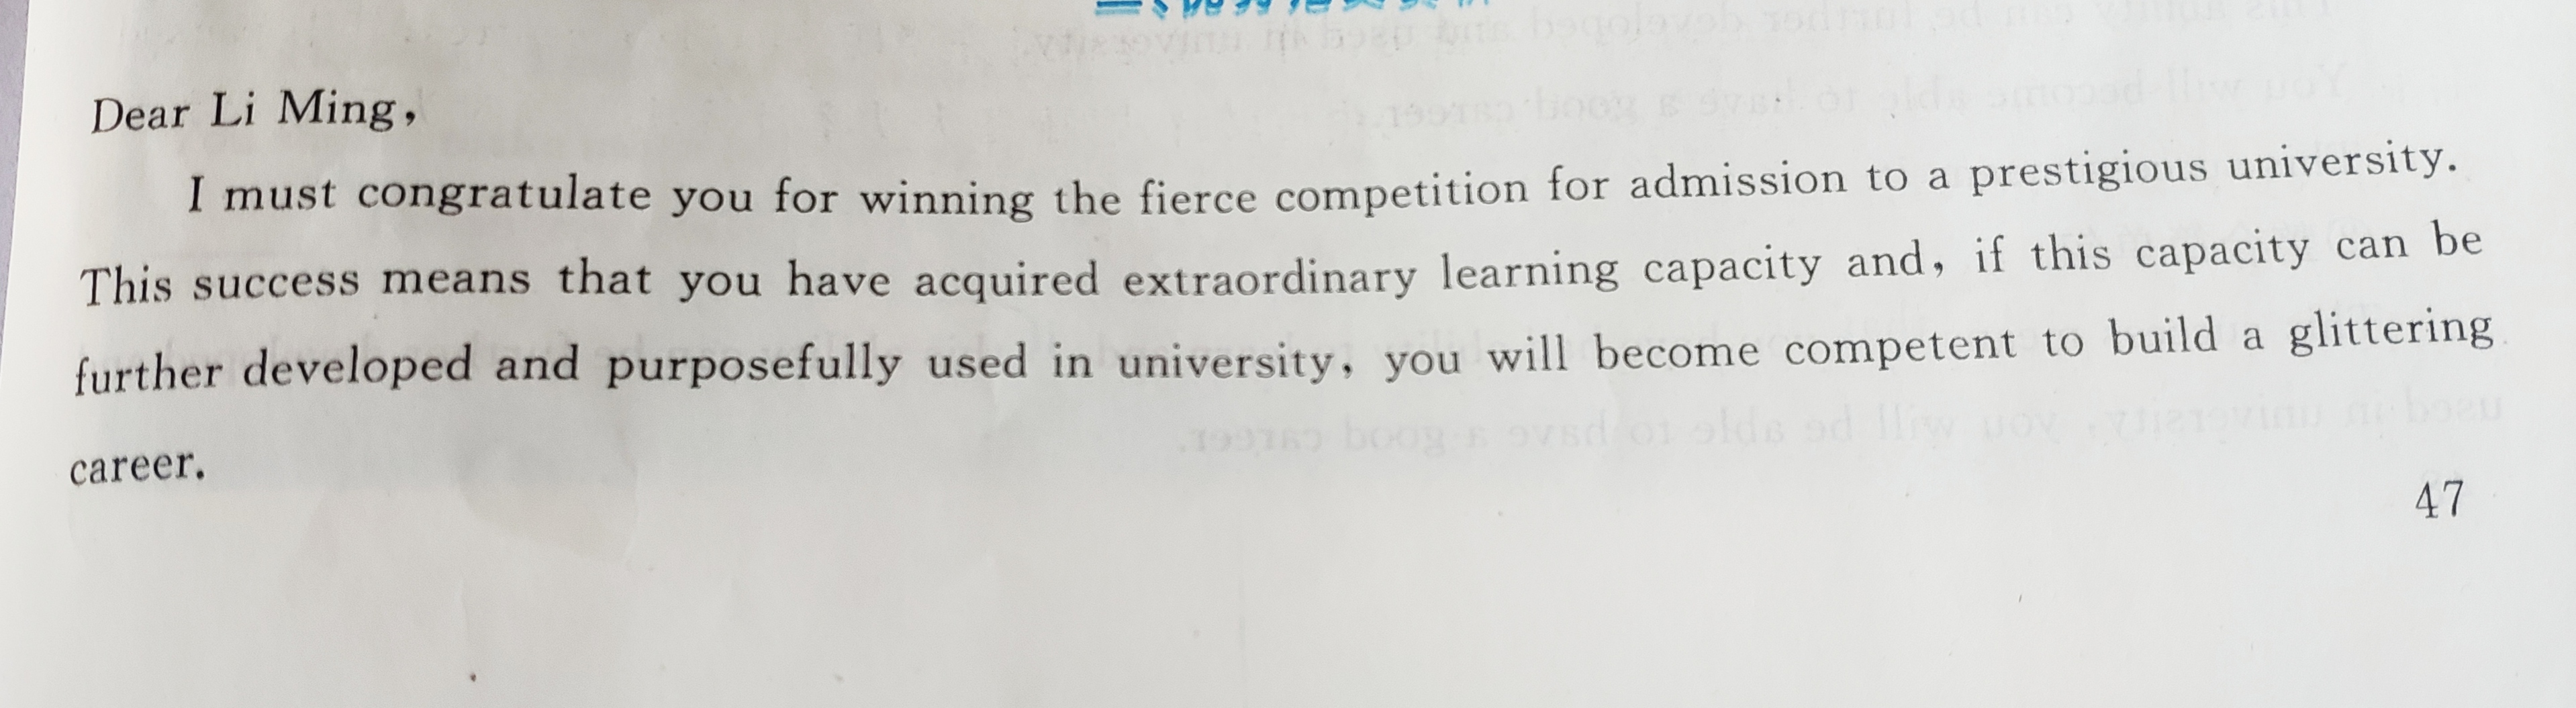 Dear Li Ming,
I must congratulate you for winning the fierce competition for admission to a prestigious university.
This success means that you have acquired extraordinary learning capacity and, if this capacity can be
further developed and purposefully used in university, you will become competent to build a glittering
career.
47